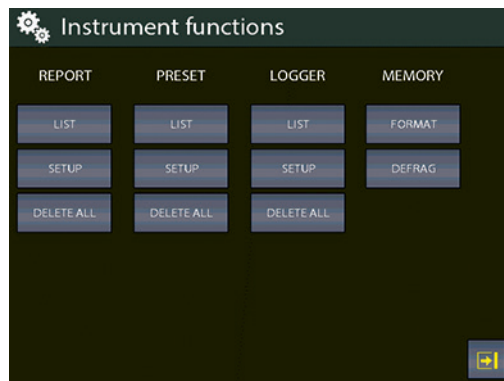 Instrument functions
REPORT PRESET LOGGER MEMORY
LIST LIST LIST FORMAT
SETUP SETUP SETUP DEFRAG
DELETE ALL DELETE ALL DELETE ALL